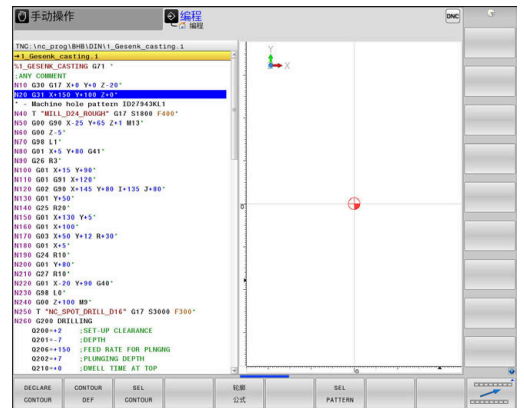 手动操作
编程
编程
DNC
TNC:\nc_prog\BHB\DIN\1_Gesenk_casting.i
→1_Gesenk_casting.i
%1_GESENK_CASTING G71 *
;ANY COMMENT
N10 G30 G17 X+0 Y+0 Z-20*
N20 G31 X+150 Y+100 Z+0*
* - Machine hole pattern ID27943KL1
N40 T "MILL_D24_ROUGH" G17 S1800 F400*
N50 G00 G90 X-25 Y+65 Z+1 M13*
N60 G00 Z-5*
N70 G98 L1*
N80 G01 X+5 Y+80 G41*
N90 G26 R3*
N100 G01 X+15 Y+90*
N110 G01 G91 X+120*
N120 G02 G90 X+145 Y+80 I+135 J+80*
N130 G01 Y+50*
N140 G25 R20*
N150 G01 X+130 Y+5*
N160 G01 X+100*
N170 G03 X+50 Y+12 R+30*
N180 G01 X+5*
N190 G24 R10*
N200 G01 Y+80*
N210 G27 R10*
N220 G01 X-20 Y+90 G40*
N230 G98 L0*
N240 G00 Z+100 M9*
N250 T "NC_SPOT_DRILL_D16" G17 S3000 F300*
N260 G200 DRILLING
Q200=+2 ;SET-UP CLEARANCE
Q201=-7 ;DEPTH
Q206=+150 ;FEED RATE FOR PLNGNG
Q202=+7 ;PLUNGING DEPTH
Q210=+0 ;DWELL TIME AT TOP
Y
X
0
0
DECLARE CONTOUR
CONTOUR DEF
SEL CONTOUR
轮廓 公式
SEL PATTERN